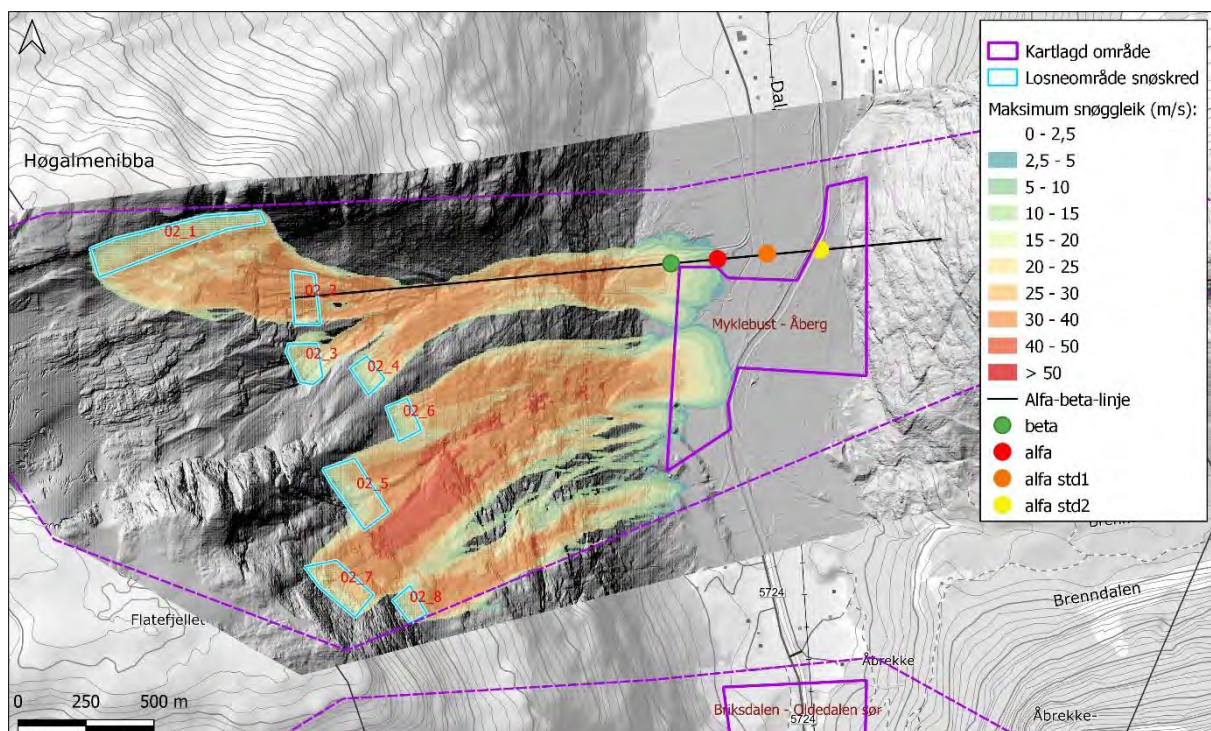 Høgalmenibba
Dal
02_1
02_2
02_3
02_4
02_6
02_5
02_7
02_8
Myklebust - Åberg
Flatefjellet
5724
Brenndalen
Åbrekke
Briksdalen - Oldedalen sør
5724
Åbrekke-
0 250 500 m
Kartlagd område
Losneområde snøskred
Maksimum snøggleik (m/s):
0 - 2,5
2,5 - 5
5 - 10
10 - 15
15 - 20
20 - 25
25 - 30
30 - 40
40 - 50
> 50
Alfa-beta-linje
beta
alfa
alfa std1
alfa std2